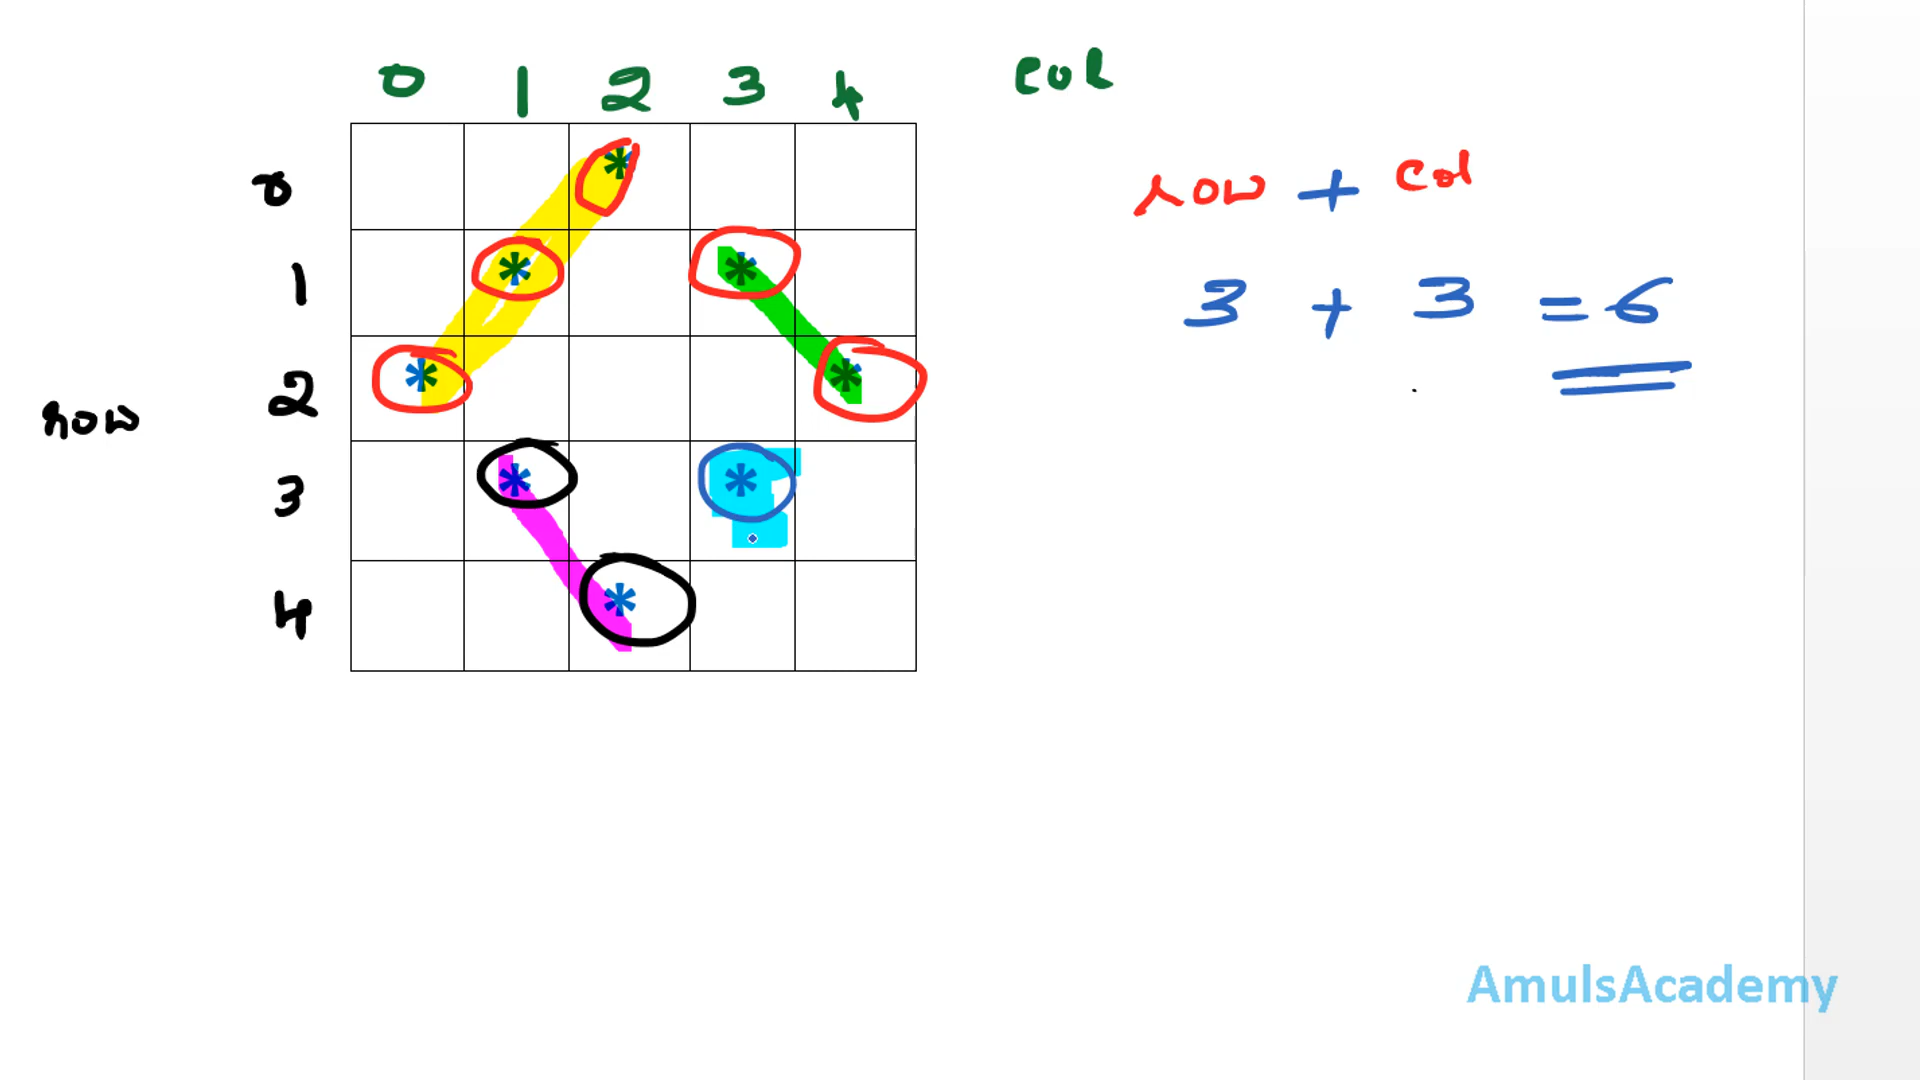 0 1 2 3 4 col
0 *
1 * *
2 * *
row
3 * *
4 *
row + col
3 + 3 = 6
AmulsAcademy